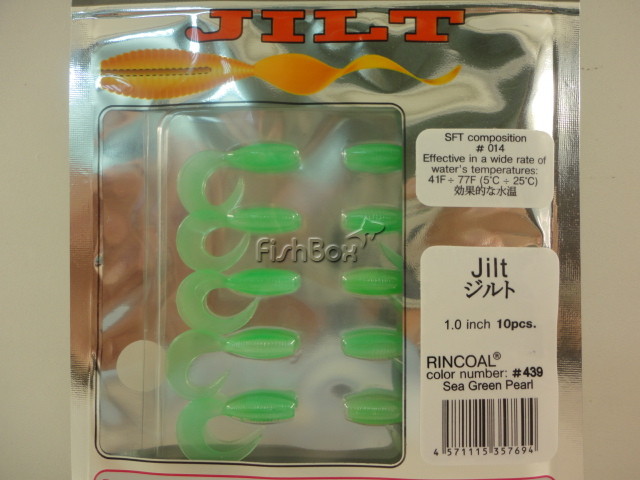 JILT
SFT composition
# 014
Effective in a wide rate of
water's temperatures:
41F ÷ 77F (5°C ÷ 25°C)
効果的な水温
FishBox
Jilt
ジルト
1.0 inch 10pcs.
RINCOAL®
color number: #439
Sea Green Pearl
4 571115 357694